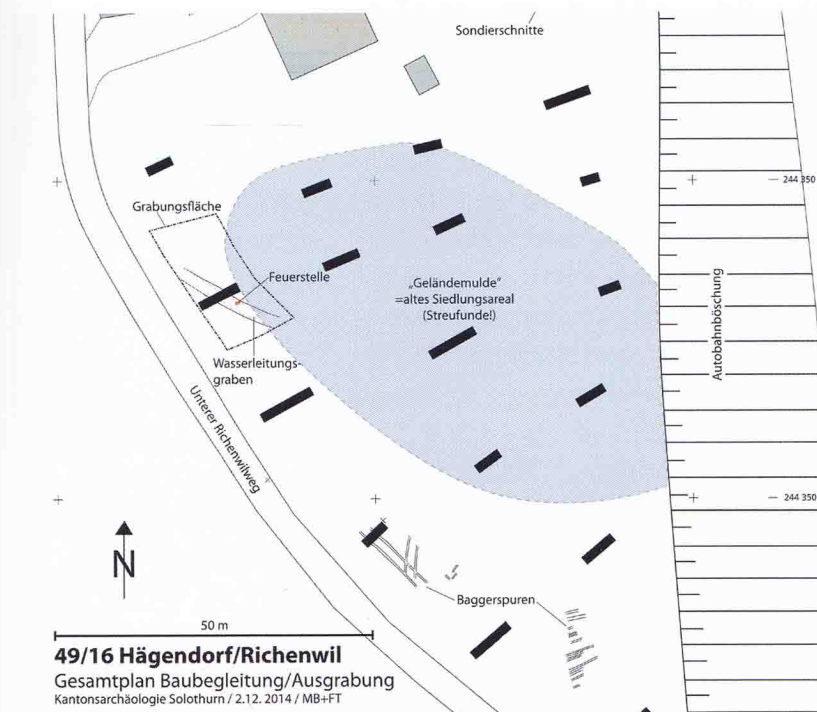 Sondierschnitte
244 350
Grabungsfläche
Feuerstelle
„Geländemulde“
=altes Siedlungsareal
(Streufunde!)
Autobahnböschung
Wasserleitungs-
graben
Unterer Richenwilweg
244 350
N
Baggerspuren
50 m
49/16 Hägendorf/Richenwil
Gesamtplan Baubegleitung/Ausgrabung
Kantonsarchäologie Solothurn / 2.12. 2014 / MB+FT